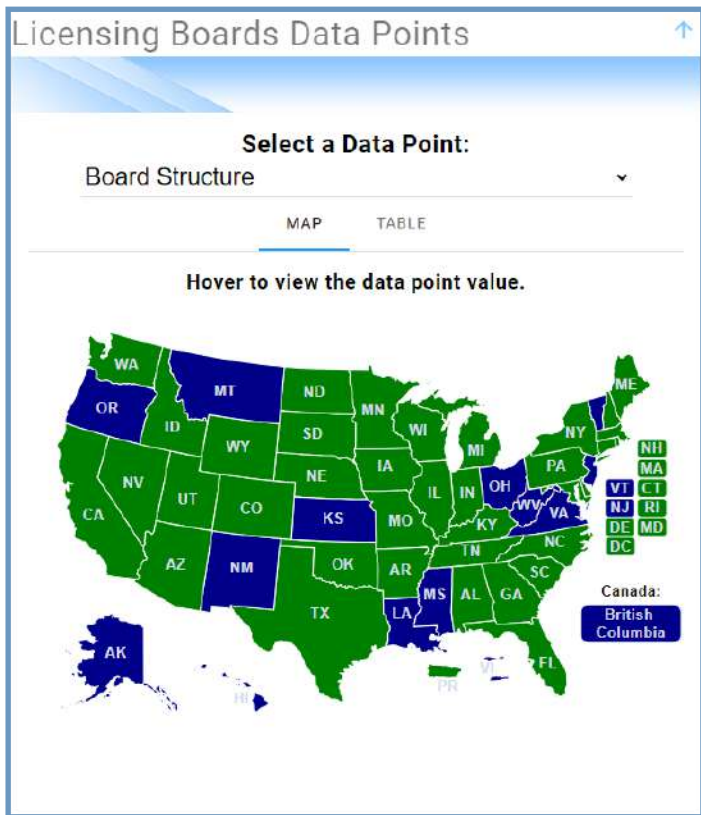 Licensing Boards Data Points
Select a Data Point:
Board Structure
MAP TABLE
Hover to view the data point value.
WA
MT
ND
MN
ME
OR
ID
WY
SD
WI
MI
NY
NV
UT
CO
NE
IA
IL
IN
OH
PA
NH
MA
VT CT
NJ RI
DE MD
DC
CA
KS
MO
KY
WV
VA
AZ
NM
OK
AR
TN
NC
SC
TX
LA
MS
AL
GA
FL
Canada:
British
Columbia
AK
HI
PR
VI